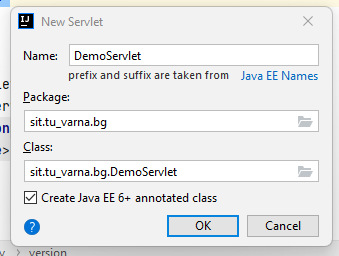 New Servlet
Name: DemoServlet
prefix and suffix are taken from Java EE Names
Package:
sit.tu_varna.bg
Class:
sit.tu_varna.bg.DemoServlet
Create Java EE 6+ annotated class
? OK Cancel
version